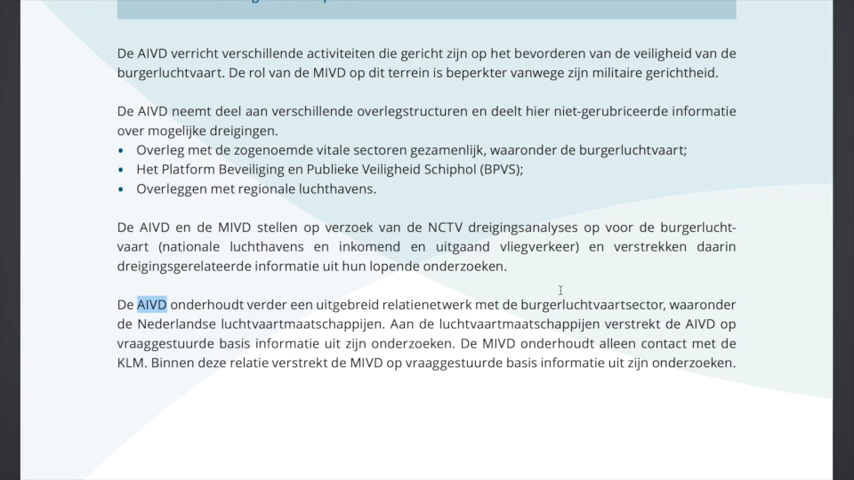 De AIVD verricht verschillende activiteiten die gericht zijn op het bevorderen van de veiligheid van de
burgerluchtvaart. De rol van de MIVD op dit terrein is beperkter vanwege zijn militaire gerichtheid.
De AIVD neemt deel aan verschillende overlegstructuren en deelt hier niet-gerubriceerde informatie
over mogelijke dreigingen.
• Overleg met de zogenoemde vitale sectoren gezamenlijk, waaronder de burgerluchtvaart;
• Het Platform Beveiliging en Publieke Veiligheid Schiphol (BPVS);
• Overleggen met regionale luchthavens.
De AIVD en de MIVD stellen op verzoek van de NCTV dreigingsanalyses op voor de burgerlucht-
vaart (nationale luchthavens en inkomend en uitgaand vliegverkeer) en verstrekken daarin
dreigingsgerelateerde informatie uit hun lopende onderzoeken.
De AIVD onderhoudt verder een uitgebreid relatienetwerk met de burgerluchtvaartsector, waaronder
de Nederlandse luchtvaartmaatschappijen. Aan de luchtvaartmaatschappijen verstrekt de AIVD op
vraaggestuurde basis informatie uit zijn onderzoeken. De MIVD onderhoudt alleen contact met de
KLM. Binnen deze relatie verstrekt de MIVD op vraaggestuurde basis informatie uit zijn onderzoeken.